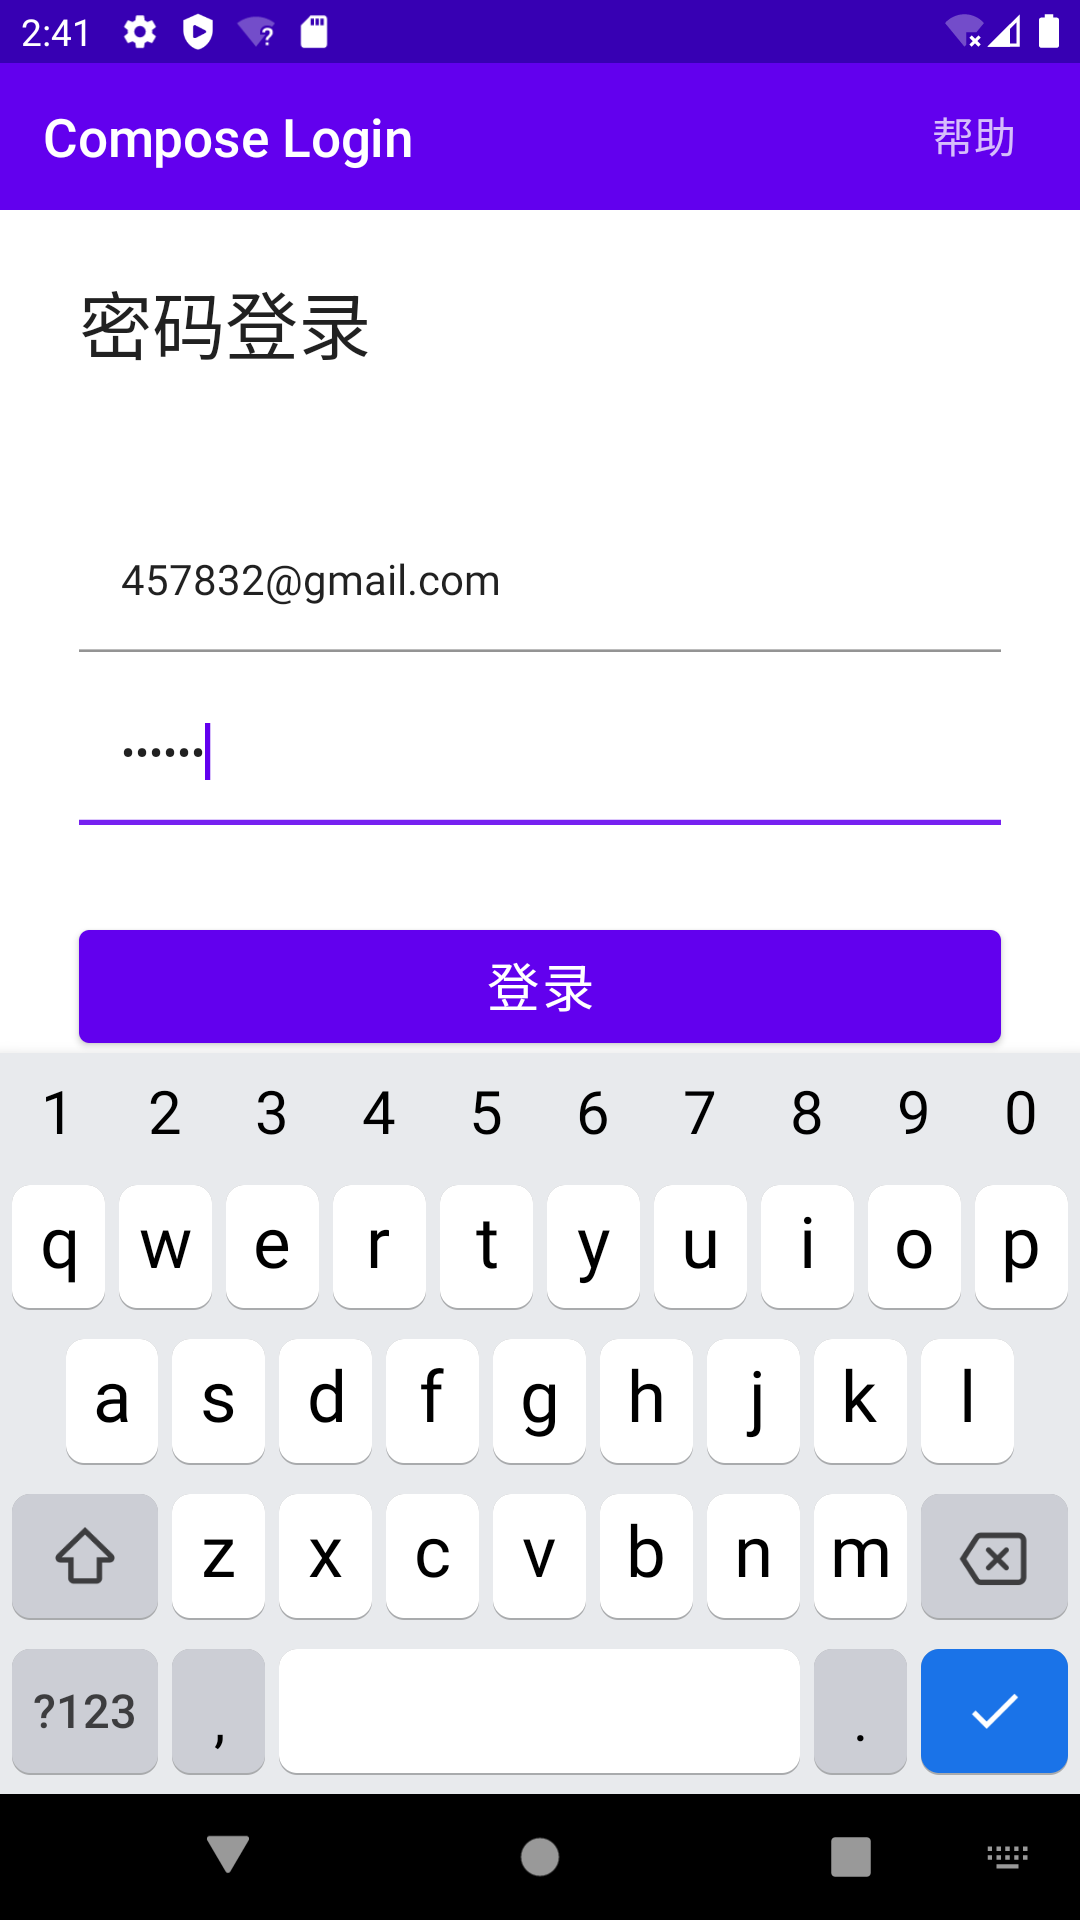 2:41
Compose Login 帮助
密码登录
457832@gmail.com
••••••
登录
1 2 3 4 5 6 7 8 9 0
q w e r t y u i o p
a s d f g h j k l
z x c v b n m
?123 , .